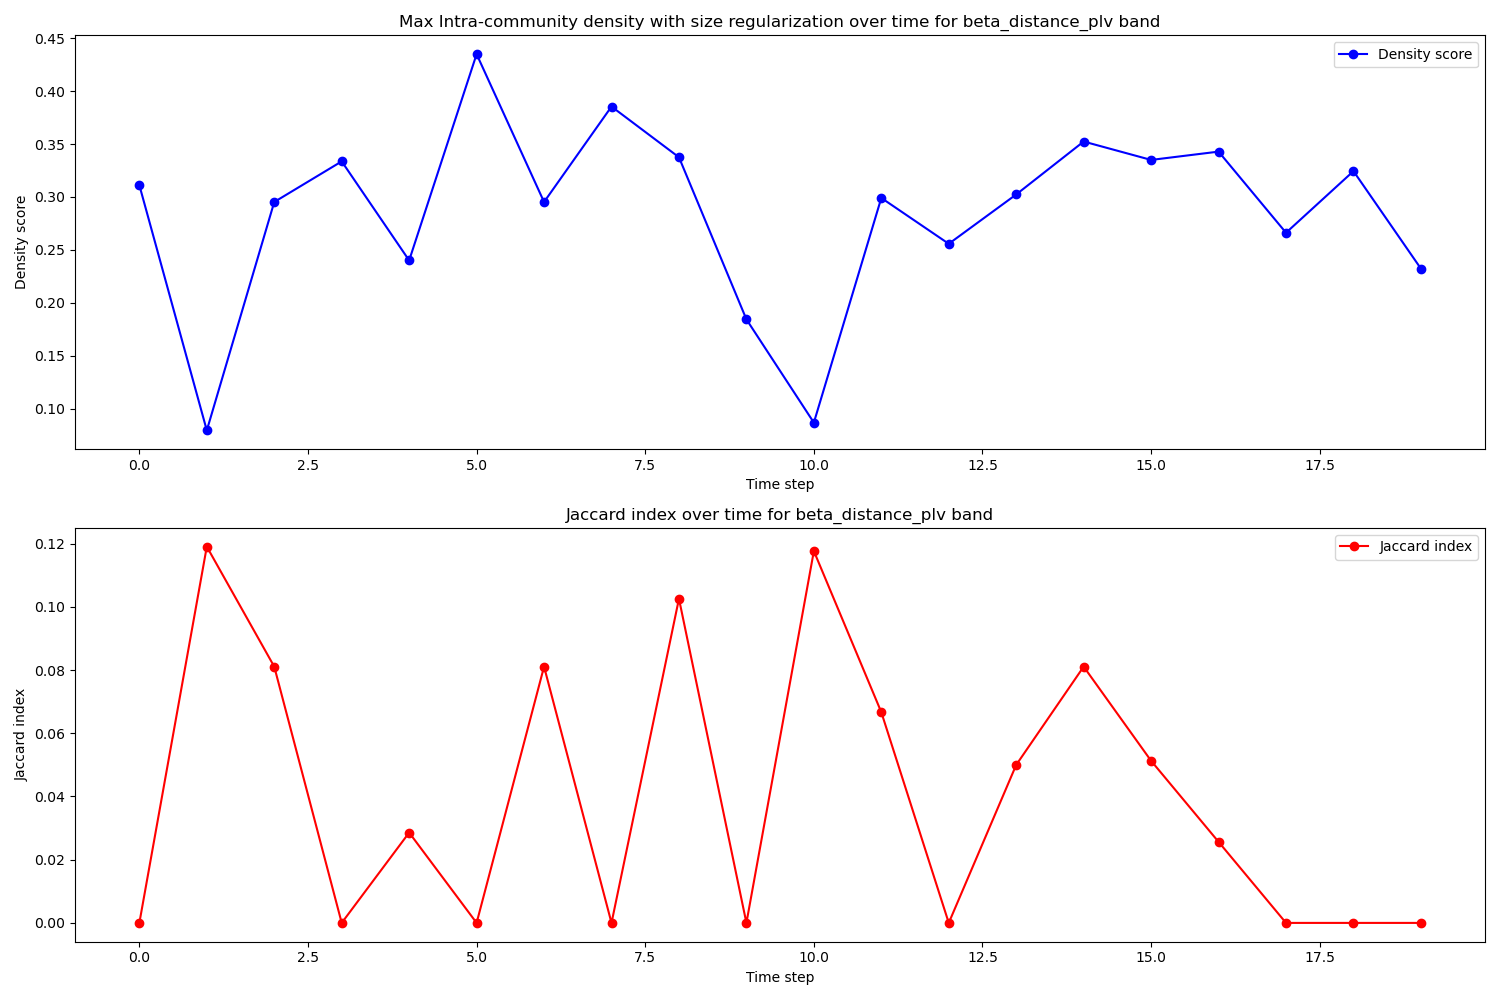 Max Intra-community density with size regularization over time for beta_distance_plv band
Density score
0.45
0.40
0.35
0.30
0.25
0.20
0.15
0.10
Density score
0.0 2.5 5.0 7.5 10.0 12.5 15.0 17.5
Time step
Jaccard index over time for beta_distance_plv band
Jaccard index
0.12
0.10
0.08
0.06
0.04
0.02
0.00
Jaccard index
0.0 2.5 5.0 7.5 10.0 12.5 15.0 17.5
Time step